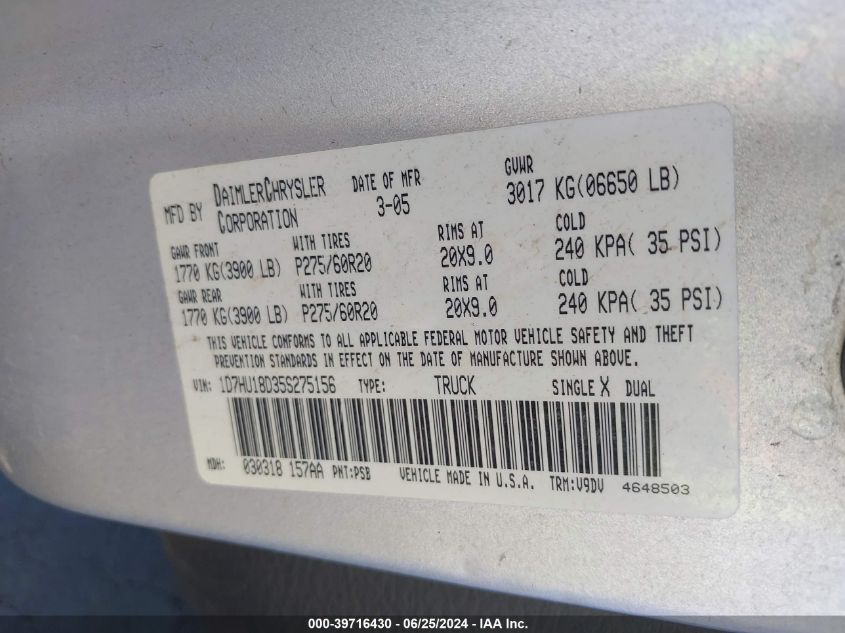 MFD BY DAIMLERCHRYSLER CORPORATION DATE OF MFR 3-05 GVWR 3017 KG(06650 LB)
GAWR FRONT WITH TIRES RIMS AT COLD
1770 KG(3900 LB) P275/60R20 20X9.0 240 KPA( 35 PSI)
GAWR REAR WITH TIRES RIMS AT COLD
1770 KG(3900 LB) P275/60R20 20X9.0 240 KPA( 35 PSI)
THIS VEHICLE CONFORMS TO ALL APPLICABLE FEDERAL MOTOR VEHICLE SAFETY AND THEFT
PREVENTION STANDARDS IN EFFECT ON THE DATE OF MANUFACTURE SHOWN ABOVE.
VIN: 1D7HU18D35S275156 TYPE: TRUCK SINGLE X DUAL
MDH: 030318 157AA PNT:PSB VEHICLE MADE IN U.S.A. TRM:V9DV 4648503
000-39716430 - 06/25/2024 - IAA Inc.